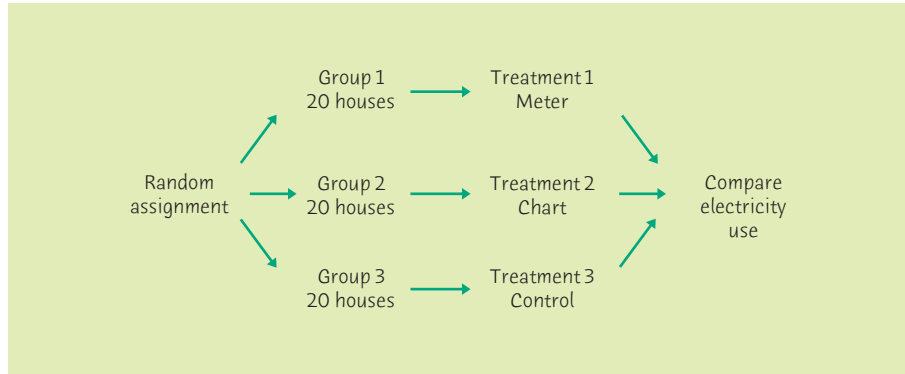 Random
assignment
Group 1
20 houses
Treatment 1
Meter
Group 2
20 houses
Treatment 2
Chart
Group 3
20 houses
Treatment 3
Control
Compare
electricity
use